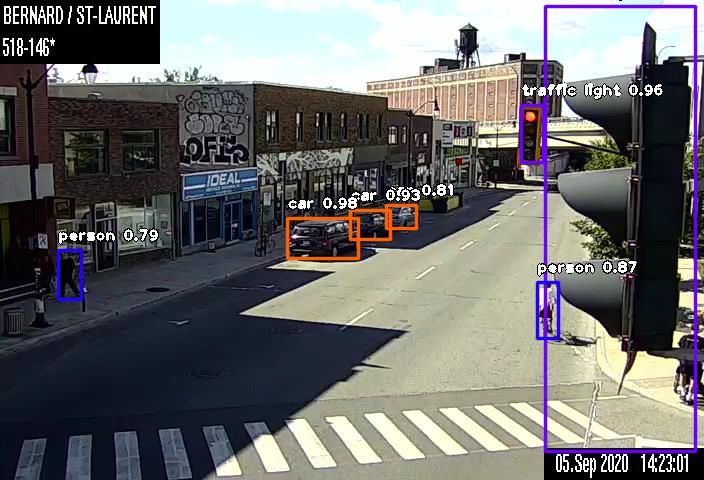 BERNARD / ST-LAURENT
518-146*
traffic light 0.96
IDEAL
car 0.98
car 0.93
0.81
person 0.79
person 0.87
05.Sep 2020 14:23:01